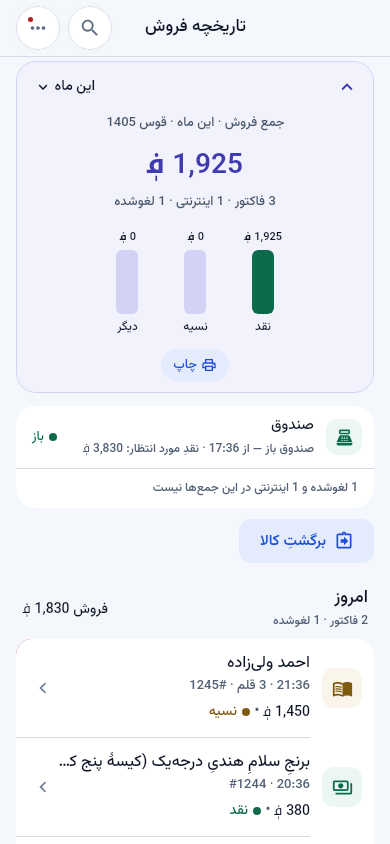 تاریخچه فروش
این ماه
جمع فروش · این ماه · قوس 1405
1,925 ؋
3 فاکتور · 1 اینترنتی · 1 لغوشده
1,925 ؋
0 ؋
0 ؋
نقد
نسیه
دیگر
چاپ
صندوق
صندوق باز — از 17:36 · نقدِ مورد انتظار: 3,830 ؋
باز
1 لغوشده و 1 اینترنتی در این جمع‌ها نیست
برگشتِ کالا
امروز
فروش 1,830 ؋
2 فاکتور · 1 لغوشده
احمد ولی‌زاده
21:36 · 3 قلم · #1245
1,450 ؋ • نسیه
برنجِ سلامِ هندیِ درجه‌یک (کیسهٔ پنج ک…
20:36 · #1244
380 ؋ • نقد